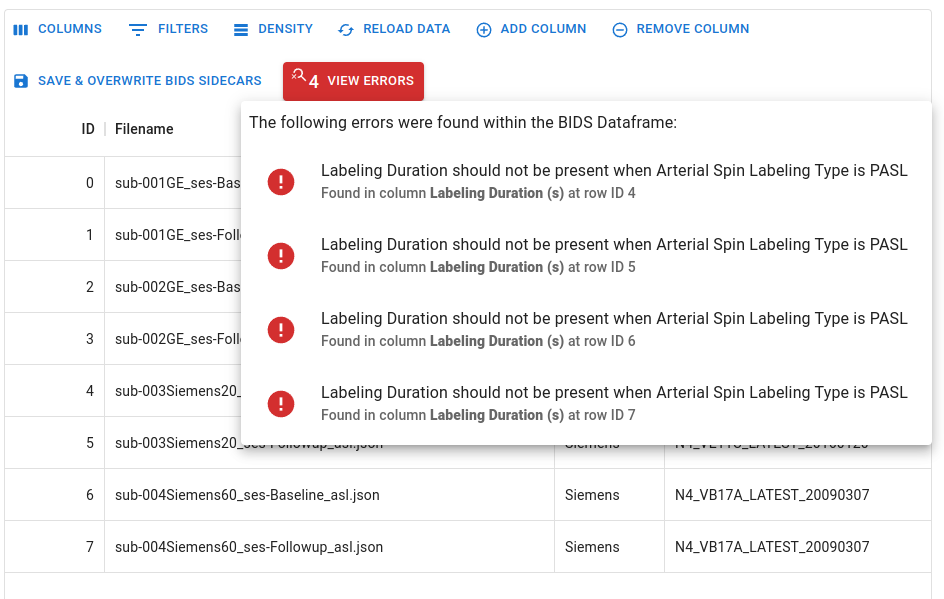 COLUMNS FILTERS DENSITY RELOAD DATA ADD COLUMN REMOVE COLUMN
SAVE & OVERWRITE BIDS SIDECARS 4 VIEW ERRORS
The following errors were found within the BIDS Dataframe:
ID Filename
Labeling Duration should not be present when Arterial Spin Labeling Type is PASL
0 sub-001GE_ses-Bas
Found in column Labeling Duration (s) at row ID 4
1 sub-001GE_ses-Foll
Labeling Duration should not be present when Arterial Spin Labeling Type is PASL
Found in column Labeling Duration (s) at row ID 5
2 sub-002GE_ses-Bas
Labeling Duration should not be present when Arterial Spin Labeling Type is PASL
3 sub-002GE_ses-Foll
Found in column Labeling Duration (s) at row ID 6
4 sub-003Siemens20_
Labeling Duration should not be present when Arterial Spin Labeling Type is PASL
Found in column Labeling Duration (s) at row ID 7
5 sub-003Siemens20_ses-Followup_asl.json Siemens
6 sub-004Siemens60_ses-Baseline_asl.json Siemens N4_VB17A_LATEST_20090307
7 sub-004Siemens60_ses-Followup_asl.json Siemens N4_VB17A_LATEST_20090307